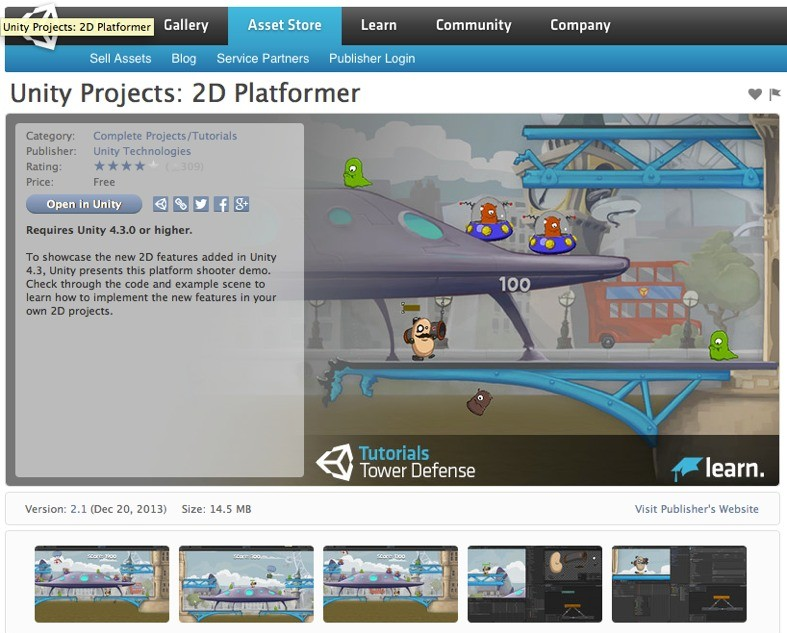 Unity Projects: 2D Platformer
Gallery
Asset Store
Learn
Community
Company
Sell Assets
Blog
Service Partners
Publisher Login
Unity Projects: 2D Platformer
Category: Complete Projects/Tutorials
Publisher: Unity Technologies
Rating:
Price: Free
Open in Unity
Requires Unity 4.3.0 or higher.
To showcase the new 2D features added in Unity
4.3, Unity presents this platform shooter demo.
Check through the code and example scene to
learn how to implement the new features in your
own 2D projects.
100
Tutorials
Tower Defense
learn.
Version: 2.1 (Dec 20, 2013) Size: 14.5 MB
Visit Publisher's Website